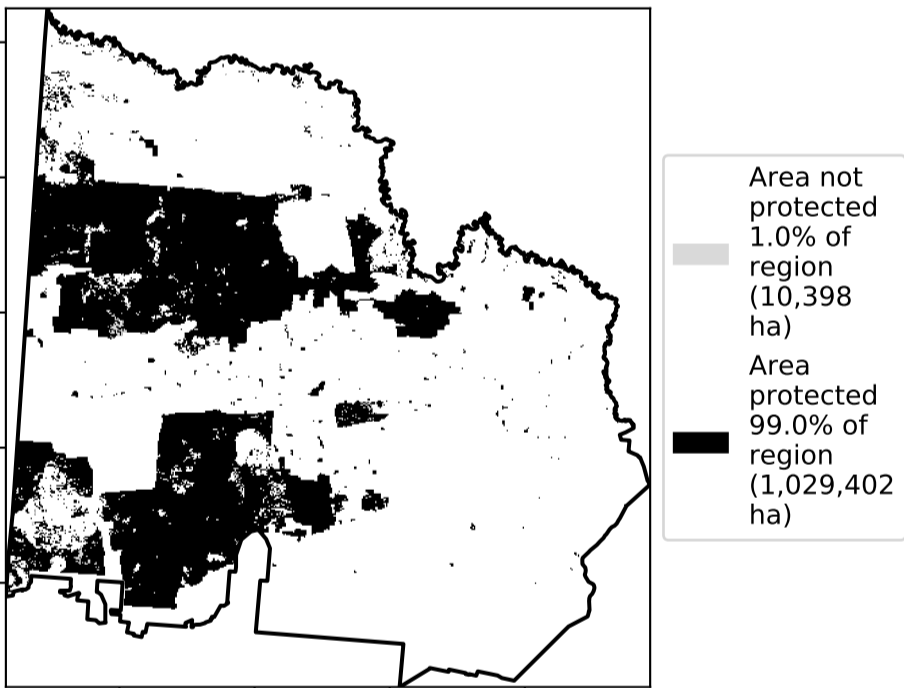 Area not
protected
1.0% of
region
(10,398
ha)
Area
protected
99.0% of
region
(1,029,402
ha)